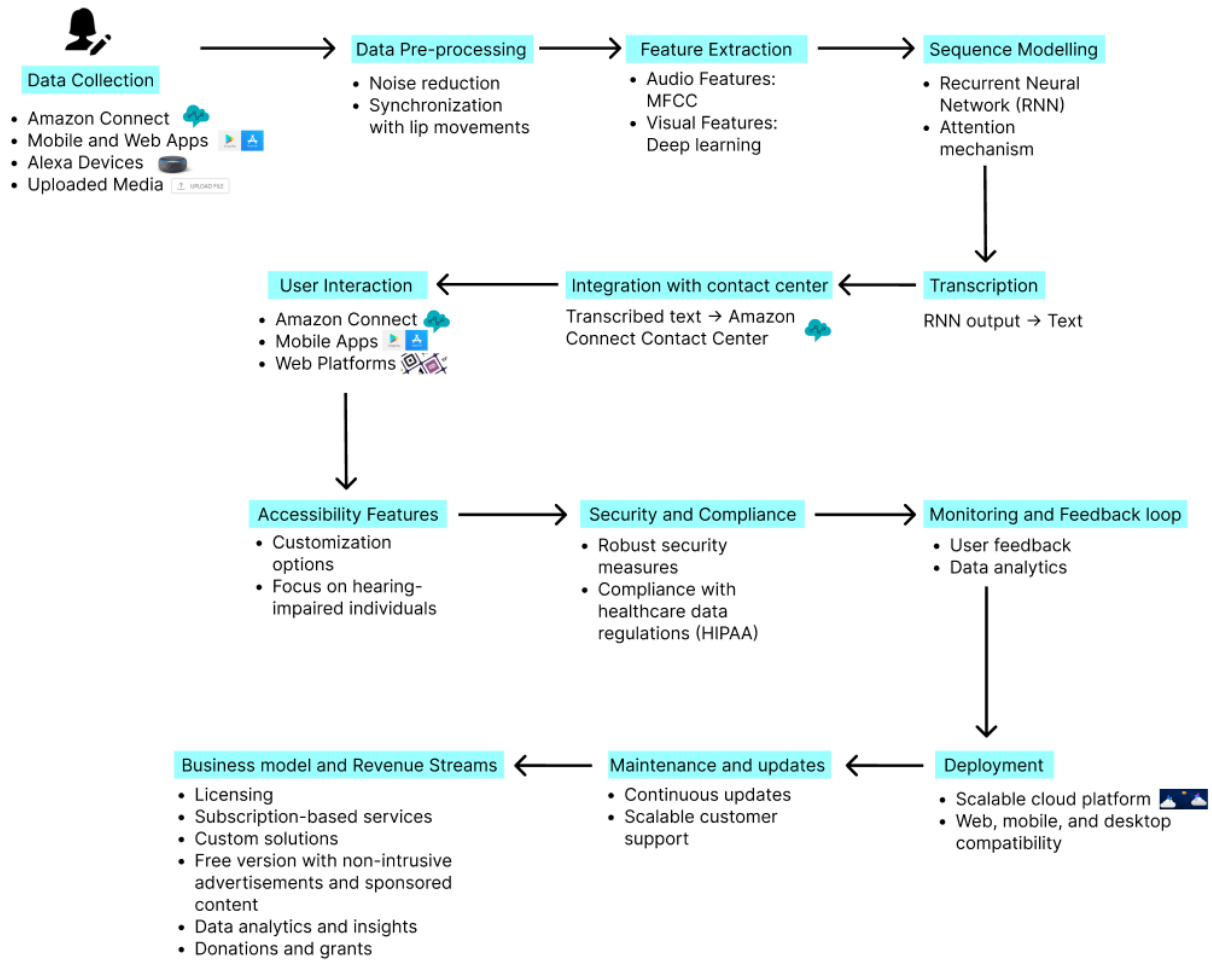 Data Collection
• Amazon Connect
• Mobile and Web Apps
• Alexa Devices
• Uploaded Media
UPLOAD FILE
Data Pre-processing
• Noise reduction
• Synchronization
with lip movements
Feature Extraction
• Audio Features:
MFCC
• Visual Features:
Deep learning
Sequence Modelling
• Recurrent Neural
Network (RNN)
• Attention
mechanism
Transcription
RNN output → Text
Integration with contact center
Transcribed text → Amazon
Connect Contact Center
User Interaction
• Amazon Connect
• Mobile Apps
• Web Platforms
Accessibility Features
• Customization
options
• Focus on hearing-
impaired individuals
Security and Compliance
• Robust security
measures
• Compliance with
healthcare data
regulations (HIPAA)
Monitoring and Feedback loop
• User feedback
• Data analytics
Deployment
• Scalable cloud platform
• Web, mobile, and desktop
compatibility
Maintenance and updates
• Continuous updates
• Scalable customer
support
Business model and Revenue Streams
• Licensing
• Subscription-based services
• Custom solutions
• Free version with non-intrusive
advertisements and sponsored
content
• Data analytics and insights
• Donations and grants